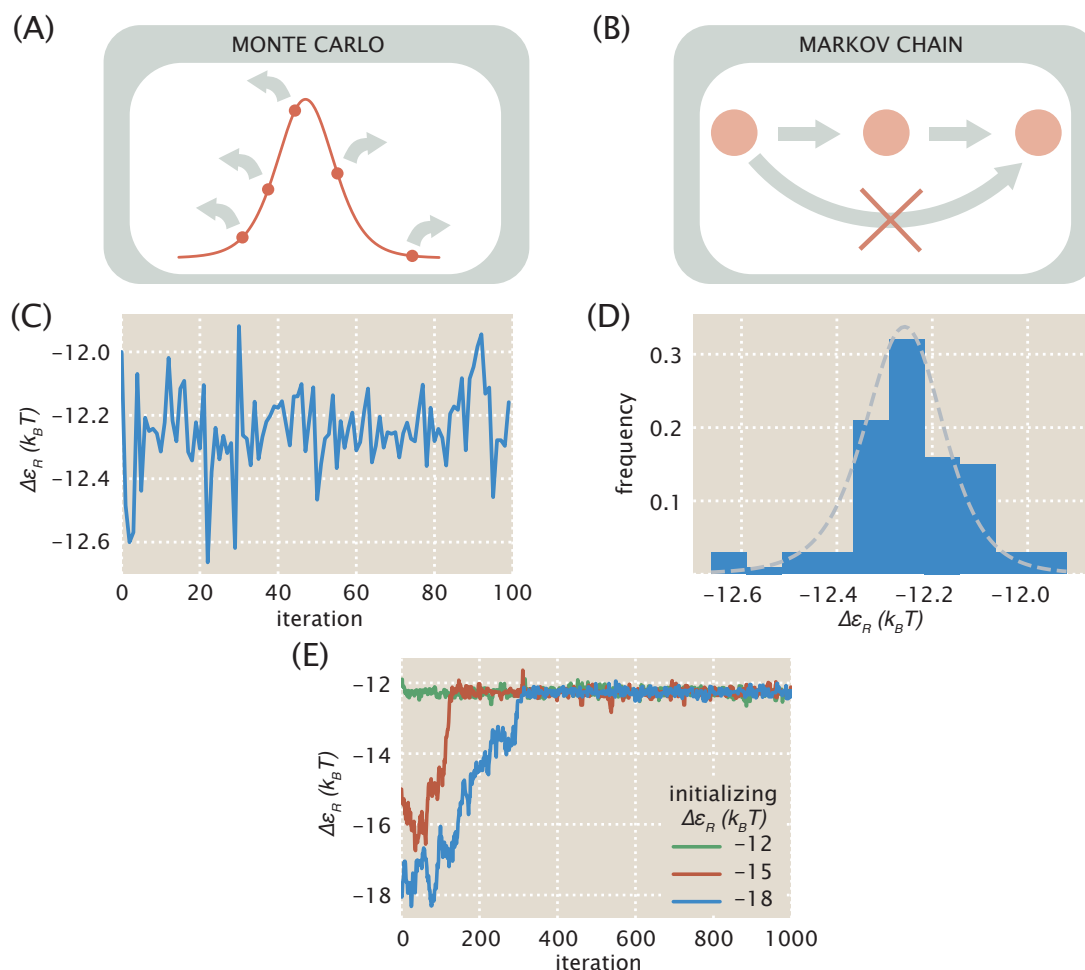 (A)
MONTE CARLO
(B)
MARKOV CHAIN
(C)
−12.0
−12.2
−12.4
−12.6
Δε_R (k_BT)
0 20 40 60 80 100
iteration
(D)
0.3
0.2
0.1
frequency
−12.6 −12.4 −12.2 −12.0
Δε_R (k_BT)
(E)
−12
−14
−16
−18
Δε_R (k_BT)
initializing
Δε_R (k_BT)
−12
−15
−18
0 200 400 600 800 1000
iteration